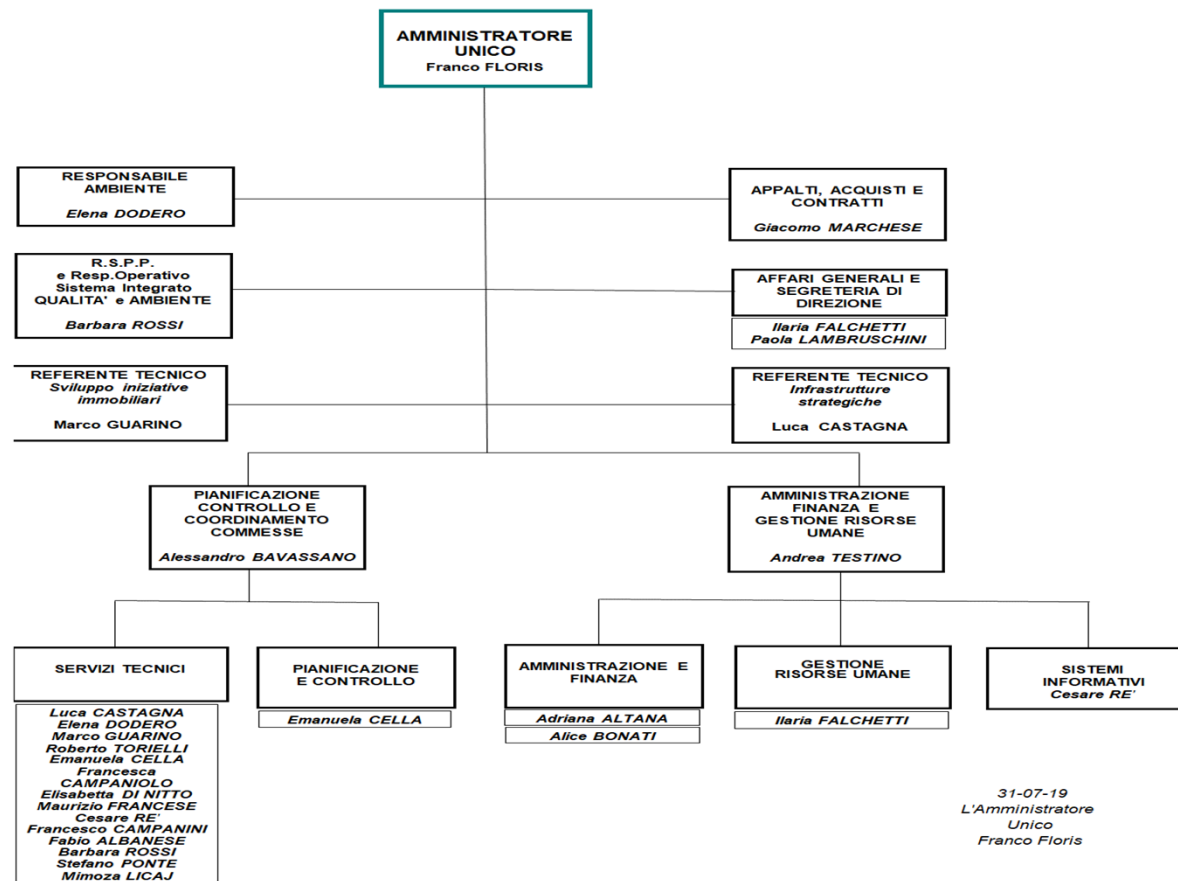 AMMINISTRATORE
UNICO
Franco FLORIS
RESPONSABILE
AMBIENTE
Elena DODERO
APPALTI, ACQUISTI E
CONTRATTI
Giacomo MARCHESE
R.S.P.P.
e Resp.Operativo
Sistema Integrato
QUALITA' e AMBIENTE
Barbara ROSSI
AFFARI GENERALI E
SEGRETERIA DI
DIREZIONE
Ilaria FALCHETTI
Paola LAMBRUSCHINI
REFERENTE TECNICO
Sviluppo iniziative
immobiliari
Marco GUARINO
REFERENTE TECNICO
Infrastrutture
strategiche
Luca CASTAGNA
PIANIFICAZIONE
CONTROLLO E
COORDINAMENTO
COMMESSE
Alessandro BAVASSANO
AMMINISTRAZIONE
FINANZA E
GESTIONE RISORSE
UMANE
Andrea TESTINO
SERVIZI TECNICI
Luca CASTAGNA
Elena DODERO
Marco GUARINO
Roberto TORIELLI
Emanuela CELLA
Francesca
CAMPANIOLO
Elisabetta DI NITTO
Maurizio FRANCESE
Cesare RE'
Francesco CAMPANINI
Fabio ALBANESE
Barbara ROSSI
Stefano PONTE
Mimoza LICAJ
PIANIFICAZIONE
E CONTROLLO
Emanuela CELLA
AMMINISTRAZIONE E
FINANZA
Adriana ALTANA
Alice BONATI
GESTIONE
RISORSE UMANE
Ilaria FALCHETTI
SISTEMI
INFORMATIVI
Cesare RE'
31-07-19
L'Amministratore
Unico
Franco Floris